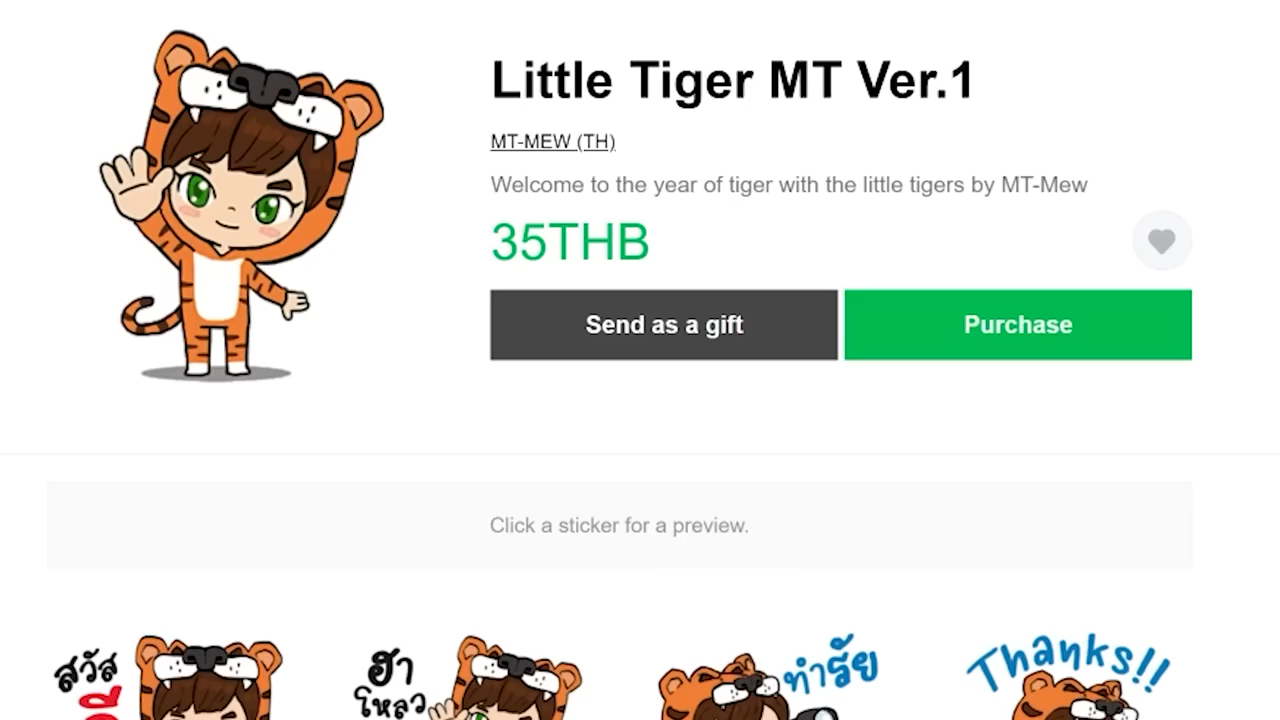 Little Tiger MT Ver.1
MT-MEW (TH)
Welcome to the year of tiger with the little tigers by MT-Mew
35THB
Send as a gift
Purchase
Click a sticker for a preview.
สวัส
ดี
ฮา
โหลว
ทำรัย
Thanks!!